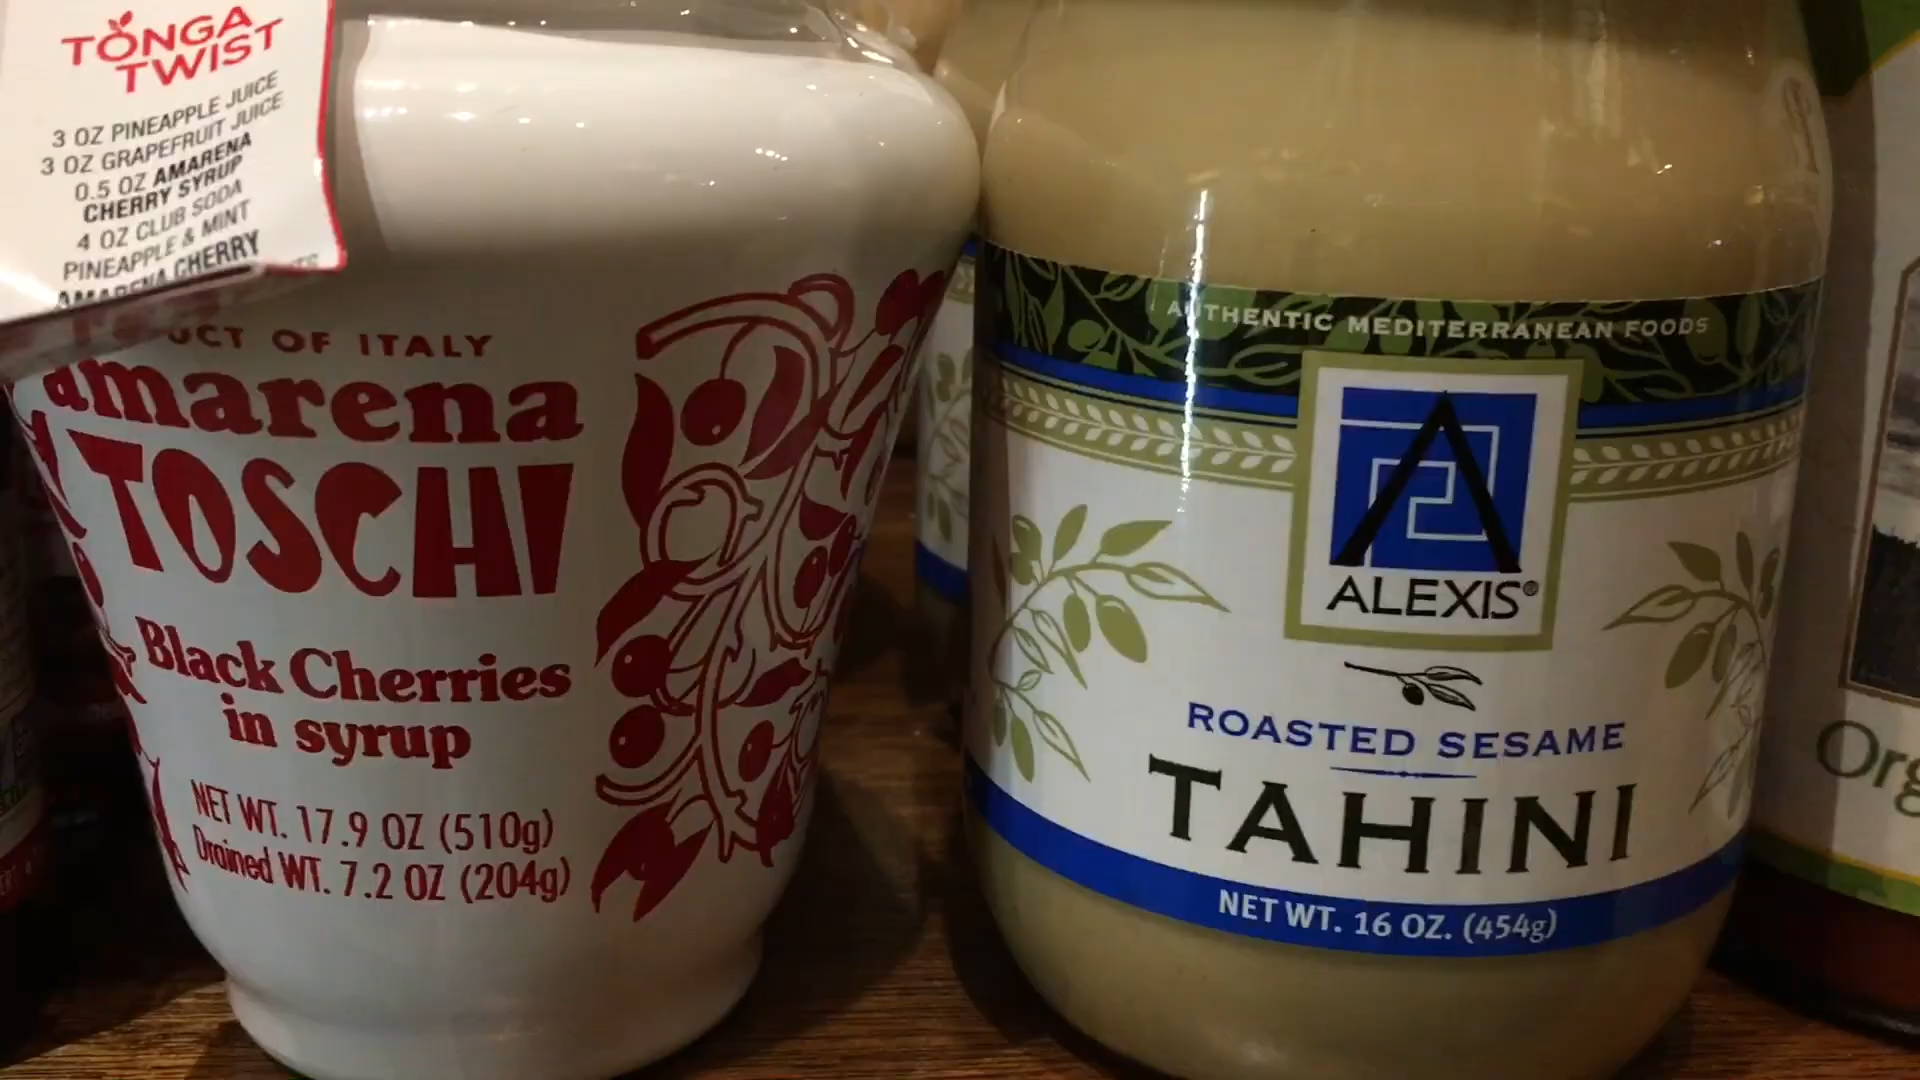 TONGA
TWIST
3 OZ PINEAPPLE JUICE
3 OZ GRAPEFRUIT JUICE
0.5 OZ AMARENA
CHERRY SYRUP
4 OZ CLUB SODA
PINEAPPLE & MINT
AMARENA CHERRY
OF ITALY
amarena
TOSCHI
Black Cherries
in syrup
NET WT. 17.9 OZ (510g)
Drained WT. 7.2 OZ (204g)
AUTHENTIC MEDITERRANEAN FOODS
ALEXIS®
ROASTED SESAME
TAHINI
NET WT. 16 OZ. (454g)